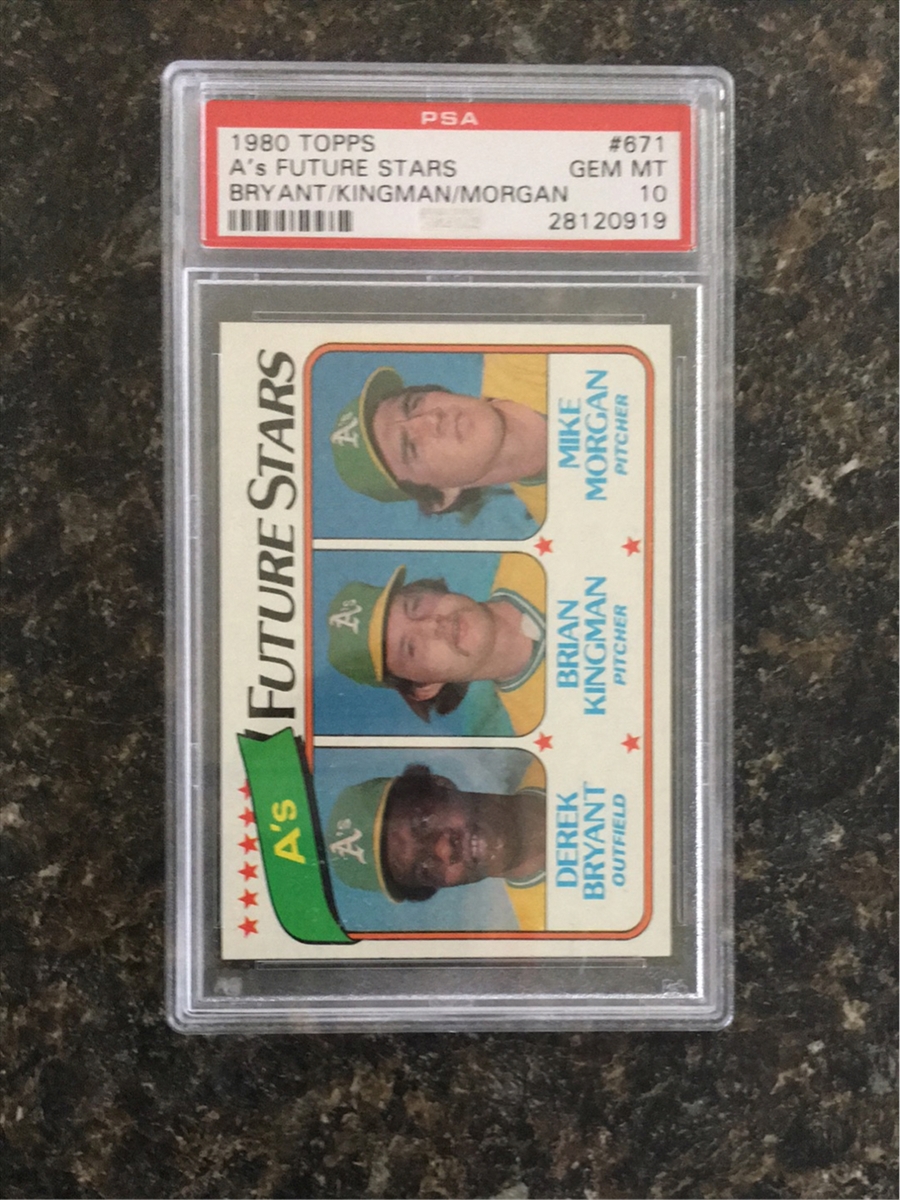 PSA
1980 TOPPS #671
A's FUTURE STARS GEM MT
BRYANT/KINGMAN/MORGAN 10
28120919
A's FUTURE STARS
A's
A's
A's
DEREK
BRYANT
OUTFIELD
BRIAN
KINGMAN
PITCHER
MIKE
MORGAN
PITCHER